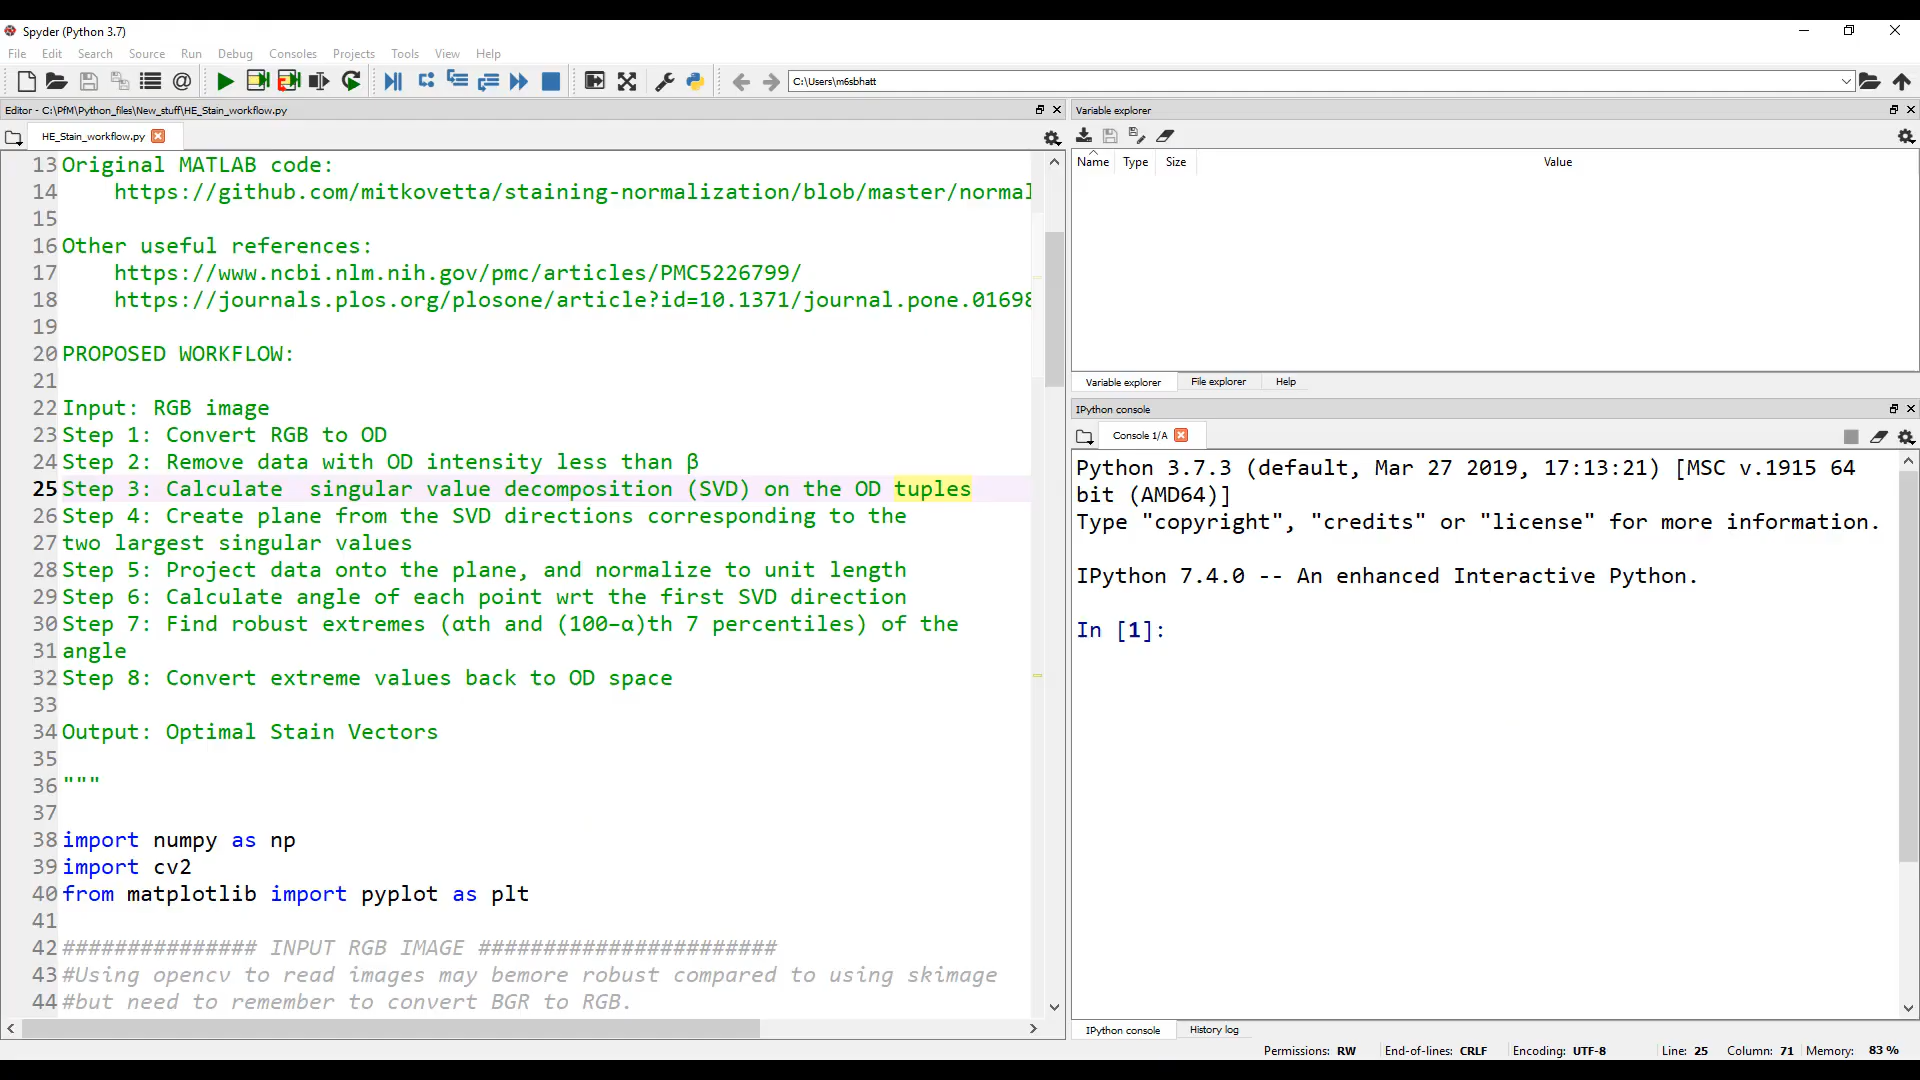 Spyder (Python 3.7)
File Edit Search Source Run Debug Consoles Projects Tools View Help
C:\Users\m6sbhatt
Editor - C:\PfM\Python_files\New_stuff\HE_Stain_workflow.py
HE_Stain_workflow.py
13 Original MATLAB code:
14     https://github.com/mitkovetta/staining-normalization/blob/master/normal
15
16 Other useful references:
17     https://www.ncbi.nlm.nih.gov/pmc/articles/PMC5226799/
18     https://journals.plos.org/plosone/article?id=10.1371/journal.pone.01698
19
20 PROPOSED WORKFLOW:
21
22 Input: RGB image
23 Step 1: Convert RGB to OD
24 Step 2: Remove data with OD intensity less than β
25 Step 3: Calculate  singular value decomposition (SVD) on the OD tuples
26 Step 4: Create plane from the SVD directions corresponding to the
27 two largest singular values
28 Step 5: Project data onto the plane, and normalize to unit length
29 Step 6: Calculate angle of each point wrt the first SVD direction
30 Step 7: Find robust extremes (αth and (100−α)th 7 percentiles) of the
31 angle
32 Step 8: Convert extreme values back to OD space
33
34 Output: Optimal Stain Vectors
35
36 """
37
38 import numpy as np
39 import cv2
40 from matplotlib import pyplot as plt
41
42 ############### INPUT RGB IMAGE #######################
43 #Using opencv to read images may bemore robust compared to using skimage
44 #but need to remember to convert BGR to RGB.
Variable explorer
Name Type Size Value
Variable explorer File explorer Help
IPython console
Console 1/A
Python 3.7.3 (default, Mar 27 2019, 17:13:21) [MSC v.1915 64
bit (AMD64)]
Type "copyright", "credits" or "license" for more information.
IPython 7.4.0 -- An enhanced Interactive Python.
In [1]:
IPython console History log
Permissions: RW End-of-lines: CRLF Encoding: UTF-8 Line: 25 Column: 71 Memory: 83 %